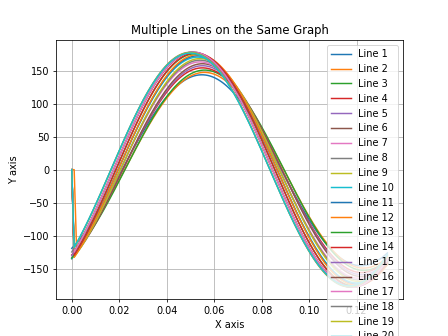 Multiple Lines on the Same Graph
Y axis
150
100
50
0
−50
−100
−150
0.00
0.02
0.04
0.06
0.08
0.10
X axis
Line 1
Line 2
Line 3
Line 4
Line 5
Line 6
Line 7
Line 8
Line 9
Line 10
Line 11
Line 12
Line 13
Line 14
Line 15
Line 16
Line 17
Line 18
Line 19
Line 20